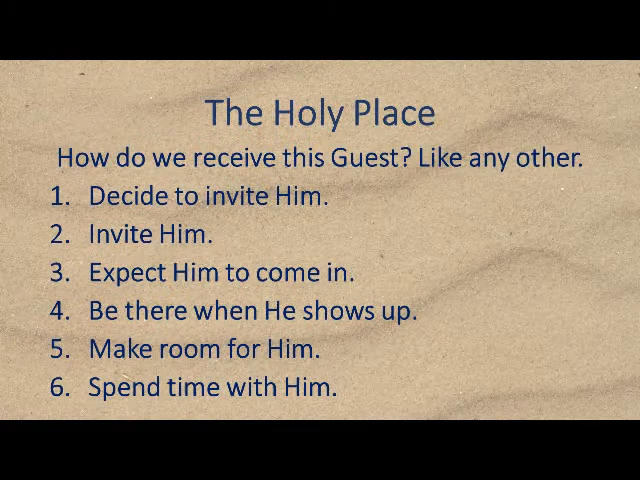 The Holy Place
How do we receive this Guest? Like any other.
1. Decide to invite Him.
2. Invite Him.
3. Expect Him to come in.
4. Be there when He shows up.
5. Make room for Him.
6. Spend time with Him.